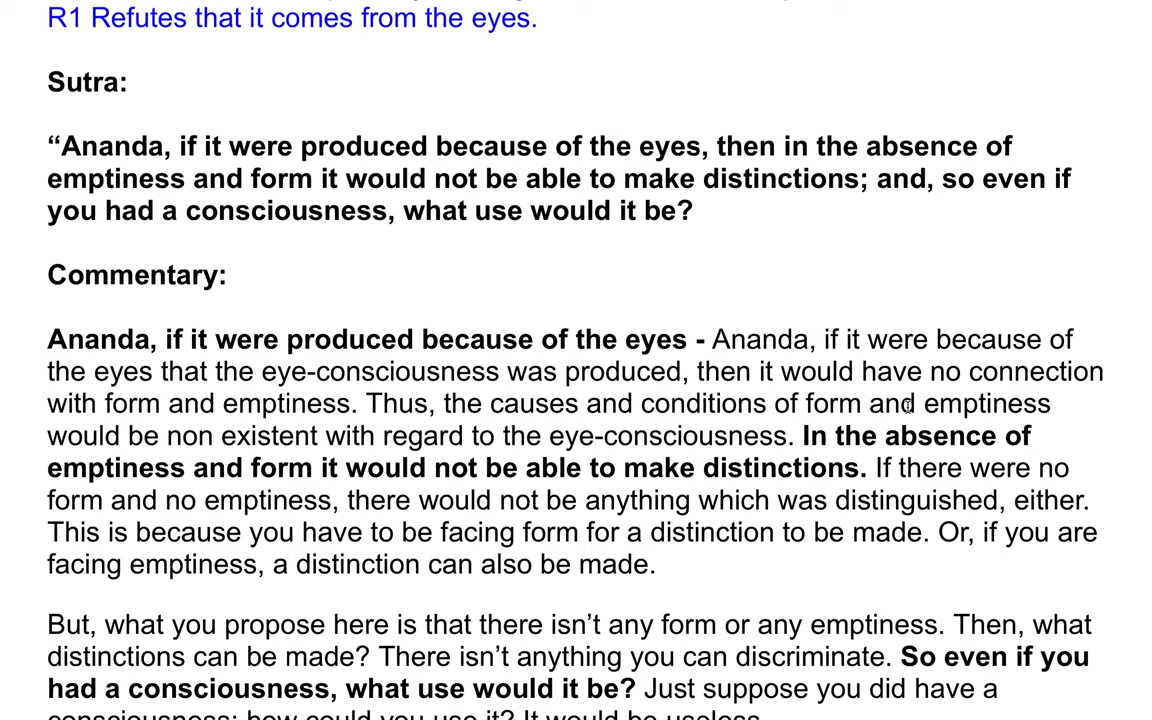 R1 Refutes that it comes from the eyes.
Sutra:
“Ananda, if it were produced because of the eyes, then in the absence of
emptiness and form it would not be able to make distinctions; and, so even if
you had a consciousness, what use would it be?
Commentary:
Ananda, if it were produced because of the eyes - Ananda, if it were because of
the eyes that the eye-consciousness was produced, then it would have no connection
with form and emptiness. Thus, the causes and conditions of form and emptiness
would be non existent with regard to the eye-consciousness. In the absence of
emptiness and form it would not be able to make distinctions. If there were no
form and no emptiness, there would not be anything which was distinguished, either.
This is because you have to be facing form for a distinction to be made. Or, if you are
facing emptiness, a distinction can also be made.
But, what you propose here is that there isn’t any form or any emptiness. Then, what
distinctions can be made? There isn’t anything you can discriminate. So even if you
had a consciousness, what use would it be? Just suppose you did have a
consciousness; how could you use it? It would be useless